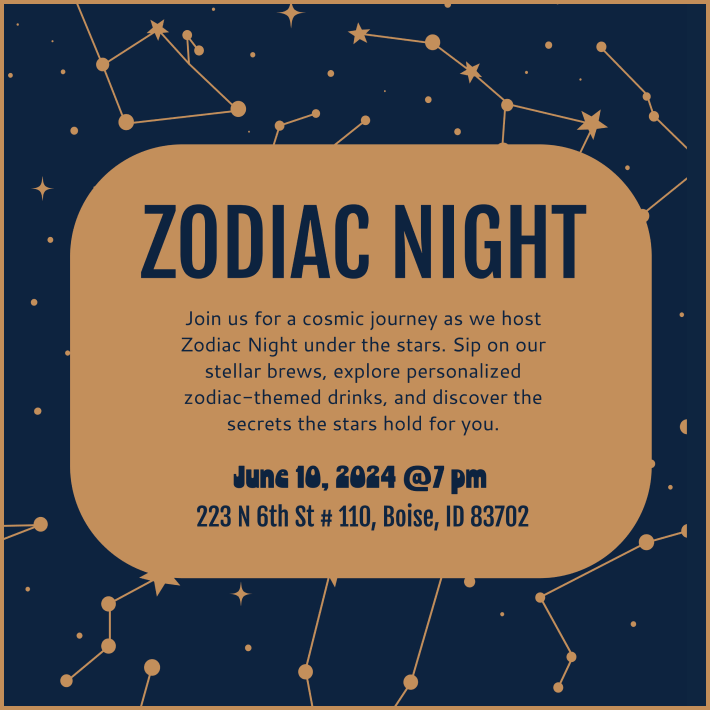 ZODIAC NIGHT
Join us for a cosmic journey as we host
Zodiac Night under the stars. Sip on our
stellar brews, explore personalized
zodiac-themed drinks, and discover the
secrets the stars hold for you.
June 10, 2024 @7 pm
223 N 6th St # 110, Boise, ID 83702